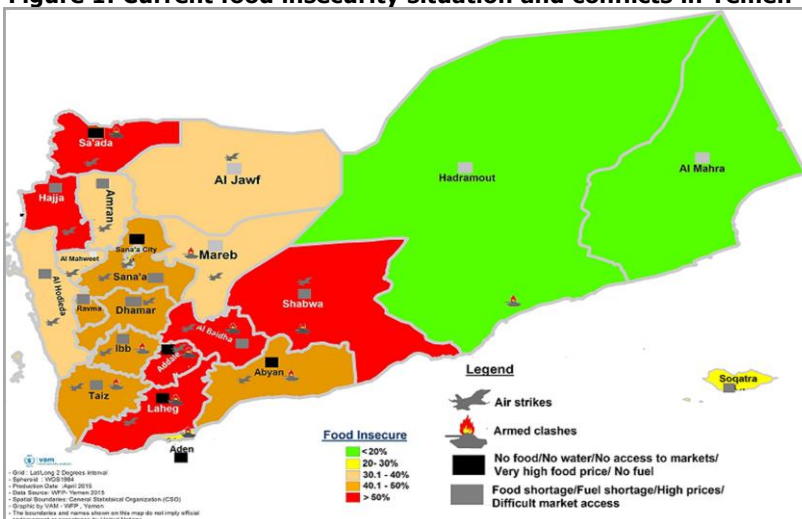 Figure 1: Current food insecurity situation and conflicts in Yemen
Sa'ada
Al Jawf
Hadramout
Al Mahra
Hajja
Amran
Sana'a City
Mareb
Al Mahweet
Sana'a
Al Hodieda
Shabwa
Rayma
Dhamar
Al Baidha
Ibb
Addale
Abyan
Taiz
Laheg
Aden
Soqatra
Legend
Air strikes
Armed clashes
No food/No water/No access to markets/
Very high food price/ No fuel
Food shortage/Fuel shortage/High prices/
Difficult market access
Food Insecure
<20%
20- 30%
30.1 - 40%
40.1 - 50%
> 50%
vam
- Grid : Lat/Long 2 Degrees interval
- Spheroid : WGS1984
- Production Date :April 2015
- Data Source: WFP- Yemen 2015
- Spatial Boundaries: General Statistical Organization (CSO)
- Graphic by VAM - WFP , Yemen
- The boundaries and names shown on this map do not imply official